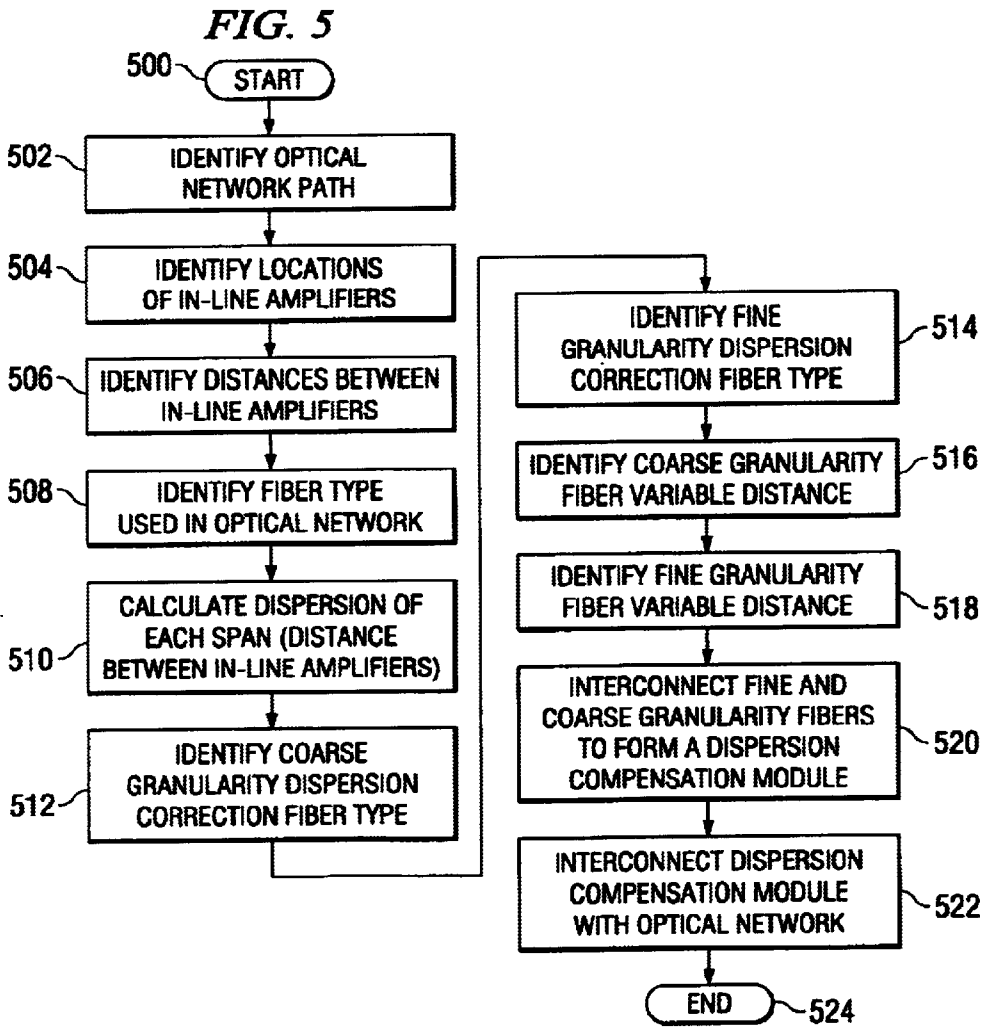 FIG. 5
500
START
502
IDENTIFY OPTICAL
NETWORK PATH
504
IDENTIFY LOCATIONS
OF IN-LINE AMPLIFIERS
506
IDENTIFY DISTANCES BETWEEN
IN-LINE AMPLIFIERS
508
IDENTIFY FIBER TYPE
USED IN OPTICAL NETWORK
510
CALCULATE DISPERSION OF
EACH SPAN (DISTANCE
BETWEEN IN-LINE AMPLIFIERS)
512
IDENTIFY COARSE
GRANULARITY DISPERSION
CORRECTION FIBER TYPE
IDENTIFY FINE
GRANULARITY DISPERSION
CORRECTION FIBER TYPE
514
IDENTIFY COARSE GRANULARITY
FIBER VARIABLE DISTANCE
516
IDENTIFY FINE GRANULARITY
FIBER VARIABLE DISTANCE
518
INTERCONNECT FINE AND
COARSE GRANULARITY FIBERS
TO FORM A DISPERSION
COMPENSATION MODULE
520
INTERCONNECT DISPERSION
COMPENSATION MODULE
WITH OPTICAL NETWORK
522
END
524